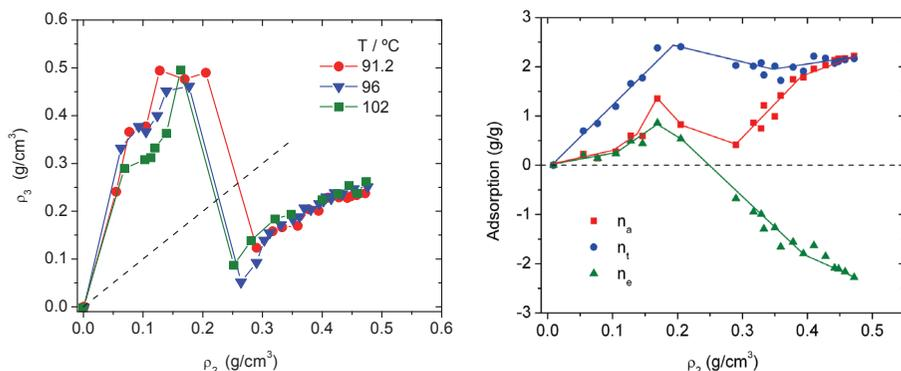 0.6
0.5
0.4
0.3
0.2
0.1
0.0
ρ₃ (g/cm³)
T / ºC
91.2
96
102
0.0 0.1 0.2 0.3 0.4 0.5 0.6
(g/cm³)
3
2
1
0
-1
-2
-3
Adsorption (g/g)
nₐ
nₜ
nₑ
0.0 0.1 0.2 0.3 0.4 0.5
(g/cm³)